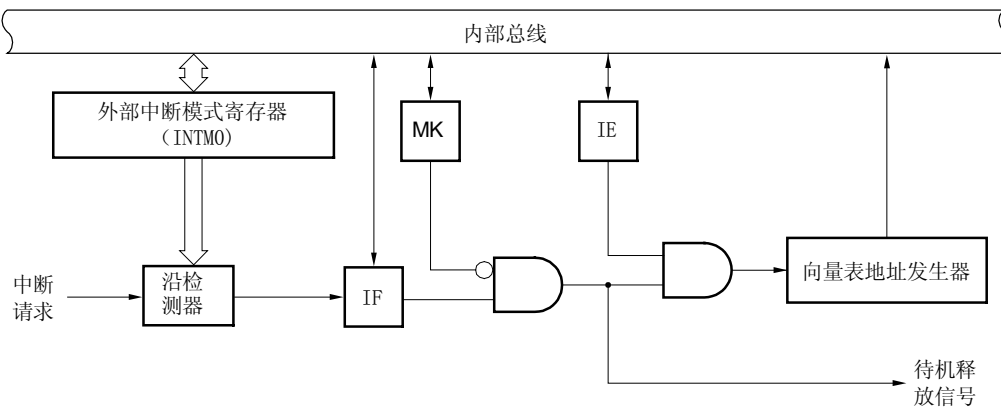 内部总线
外部中断模式寄存器
（INTM0）
MK
IE
中断
请求
沿检
测器
IF
向量表地址发生器
待机释
放信号